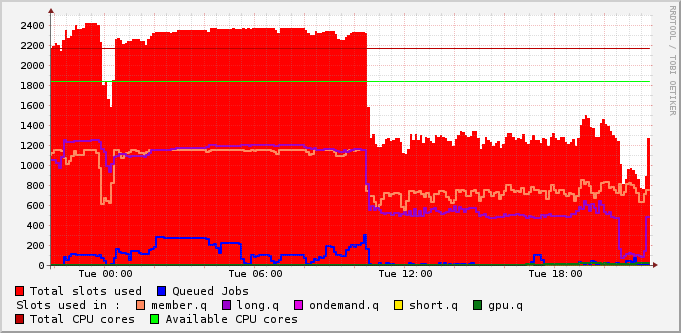 2400
2200
2000
1800
1600
1400
1200
1000
800
600
400
200
0
Tue 00:00 Tue 06:00 Tue 12:00 Tue 18:00
Total slots used Queued Jobs
Slots used in : member.q long.q ondemand.q short.q gpu.q
Total CPU cores Available CPU cores
RRDTOOL / TOBI OETIKER